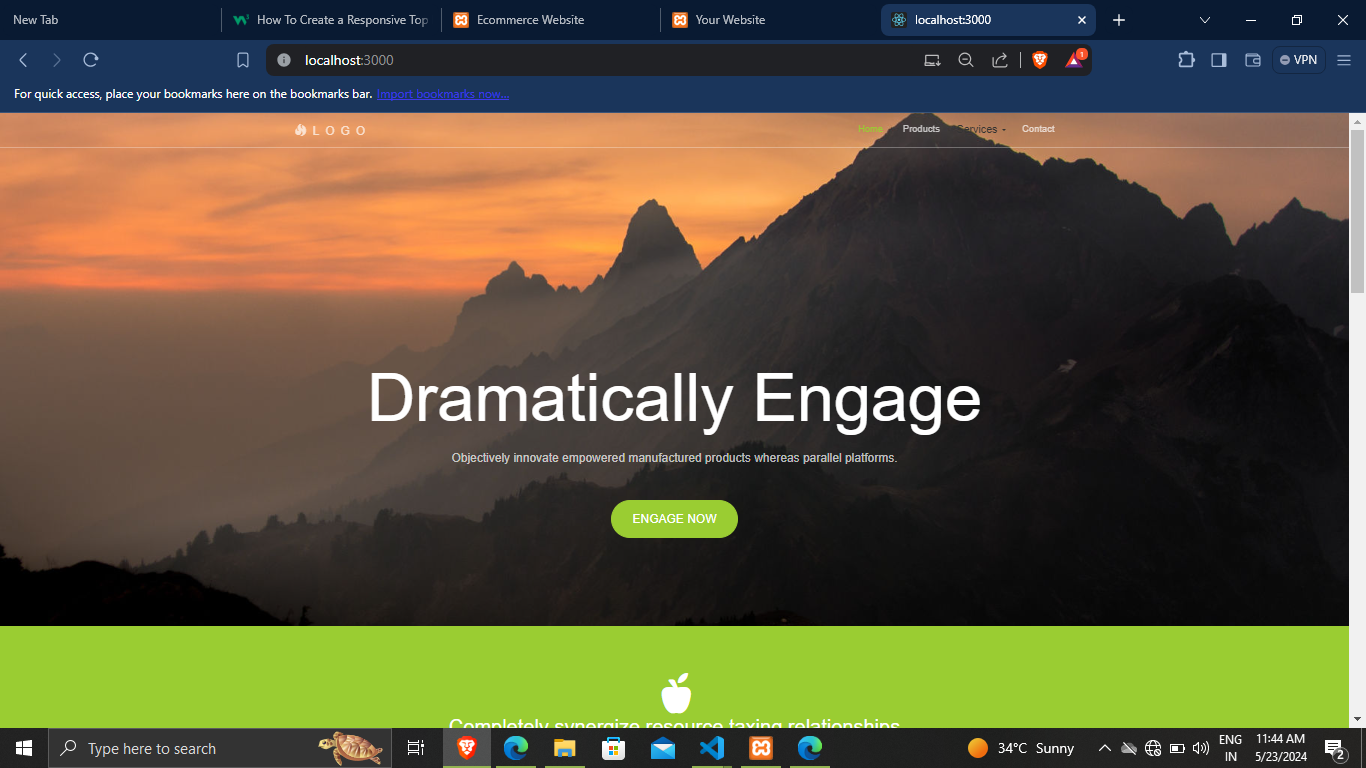 New Tab
How To Create a Responsive Top
Ecommerce Website
Your Website
localhost:3000
localhost:3000
1
VPN
For quick access, place your bookmarks here on the bookmarks bar. Import bookmarks now...
LOGO
Home
Products
Services
Contact
Dramatically Engage
Objectively innovate empowered manufactured products whereas parallel platforms.
ENGAGE NOW
Completely synergize resource taxing relationships
Type here to search
34°C Sunny
ENG
IN
11:44 AM
5/23/2024
2